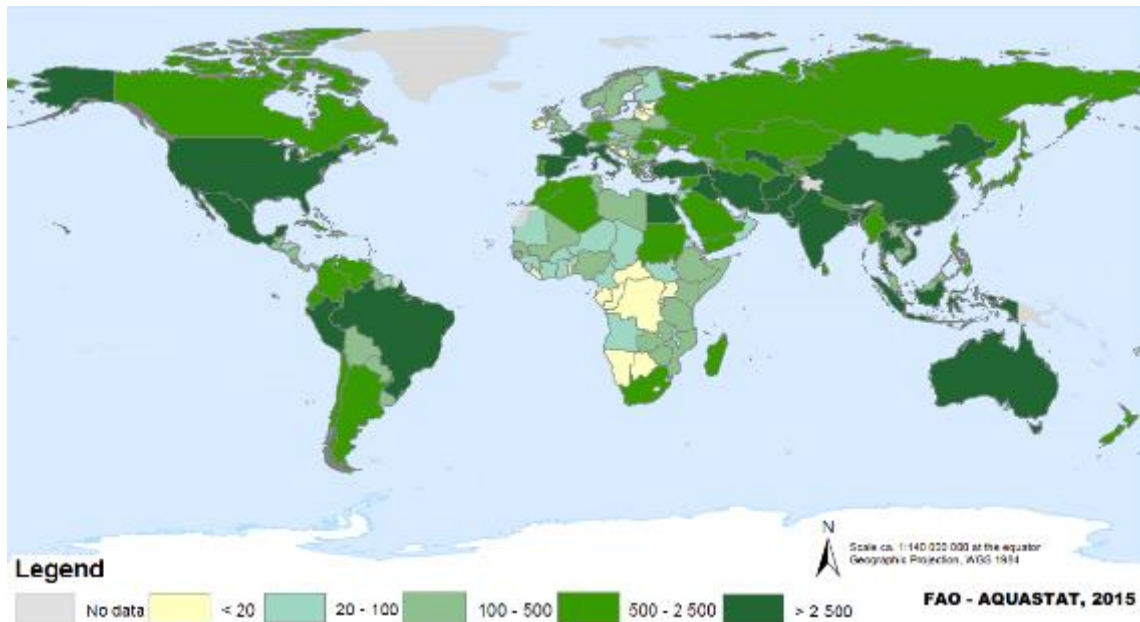 N
Scale ca. 1:140 000 000 at the equator
Geographic Projection, WGS 1984
Legend
No data < 20 20 - 100 100 - 500 500 - 2 500 > 2 500
FAO - AQUASTAT, 2015